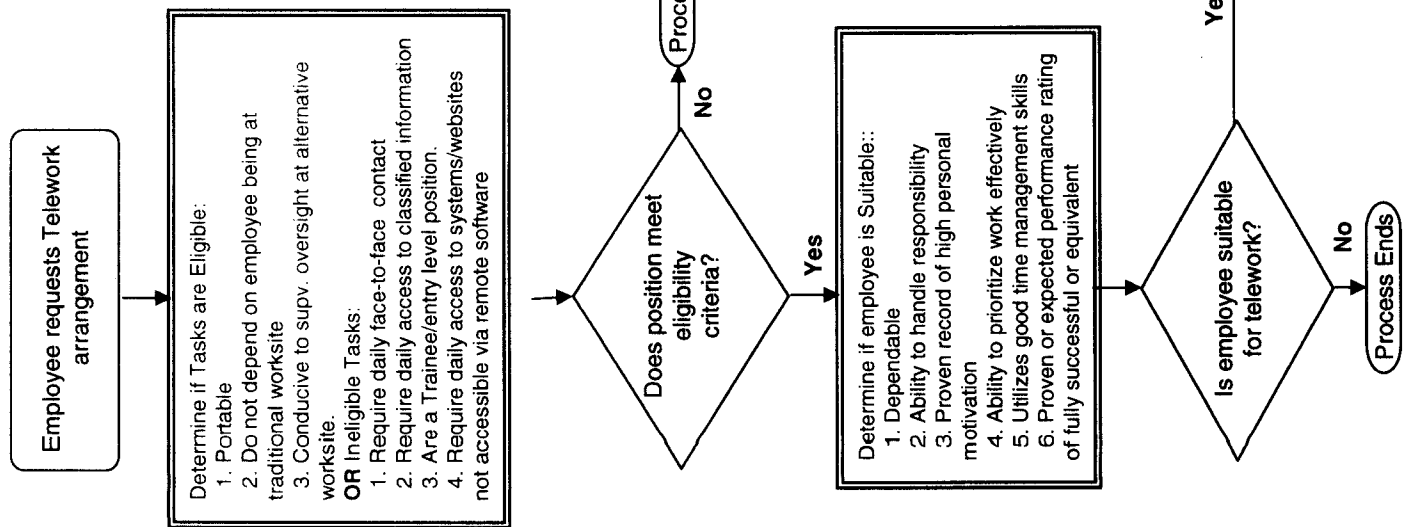 Employee requests Telework
arrangement
Determine if Tasks are Eligible:
1. Portable
2. Do not depend on employee being at
traditional worksite
3. Conducive to supv. oversight at alternative
worksite.
OR Ineligible Tasks:
1. Require daily face-to-face contact
2. Require daily access to classified information
3. Are a Trainee/entry level position.
4. Require daily access to systems/websites
not accessible via remote software
Does position meet
eligibility
criteria?
No
Yes
Determine if employee is Suitable::
1. Dependable
2. Ability to handle responsibility
3. Proven record of high personal
motivation
4. Ability to prioritize work effectively
5. Utilizes good time management skills
6. Proven or expected performance rating
of fully successful or equivalent
Is employee suitable
for telework?
No
Process Ends